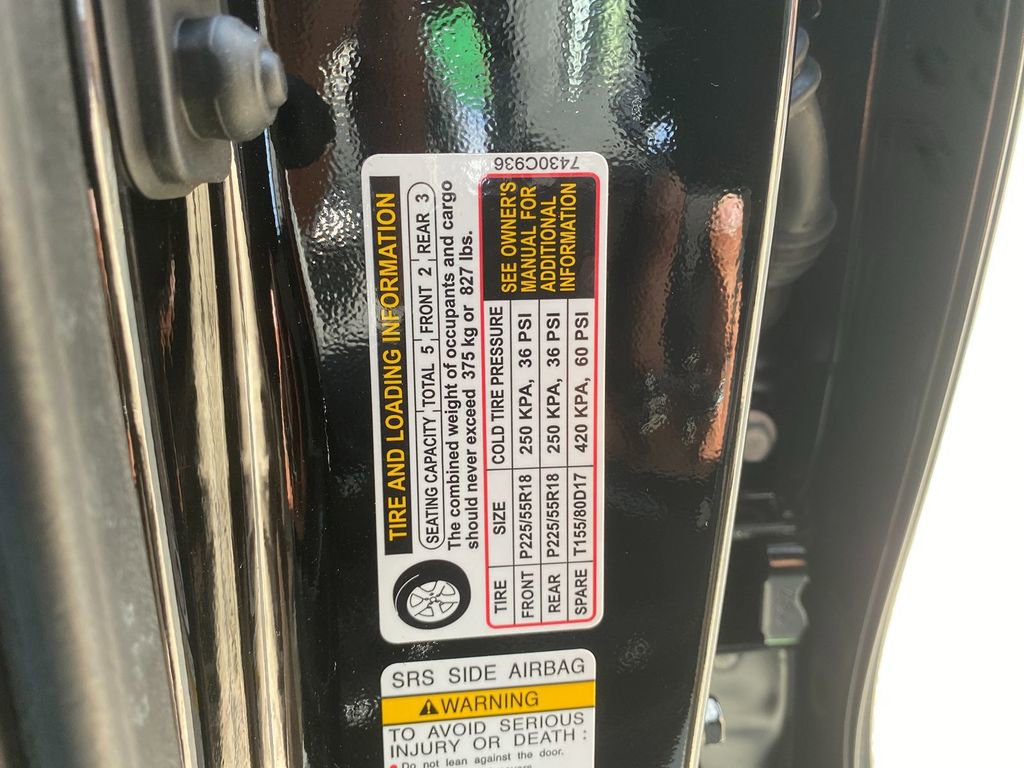 7430C936
TIRE AND LOADING INFORMATION
SEATING CAPACITY TOTAL 5 FRONT 2 REAR 3
The combined weight of occupants and cargo
should never exceed 375 kg or 827 lbs.
TIRE SIZE COLD TIRE PRESSURE
FRONT P225/55R18 250 KPA, 36 PSI
REAR P225/55R18 250 KPA, 36 PSI
SPARE T155/80D17 420 KPA, 60 PSI
SEE OWNER'S
MANUAL FOR
ADDITIONAL
INFORMATION
SRS SIDE AIRBAG
WARNING
TO AVOID SERIOUS
INJURY OR DEATH :
• Do not lean against the door.